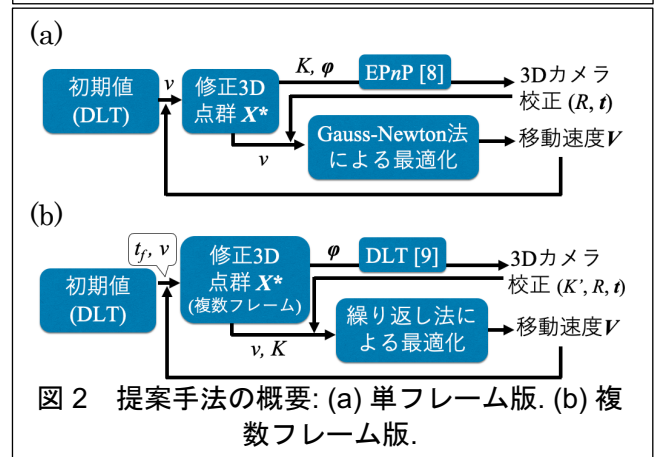 (a)
初期値
(DLT)
v
修正3D
点群 X*
K, φ
EPnP [8]
3Dカメラ
校正 (R, t)
v
Gauss-Newton法
による最適化
移動速度V
(b)
初期値
(DLT)
t_f, v
修正3D
点群 X*
(複数フレーム)
φ
DLT [9]
3Dカメラ
校正 (K', R, t)
v, K
繰り返し法に
よる最適化
移動速度V
図 2 提案手法の概要: (a) 単フレーム版. (b) 複
数フレーム版.